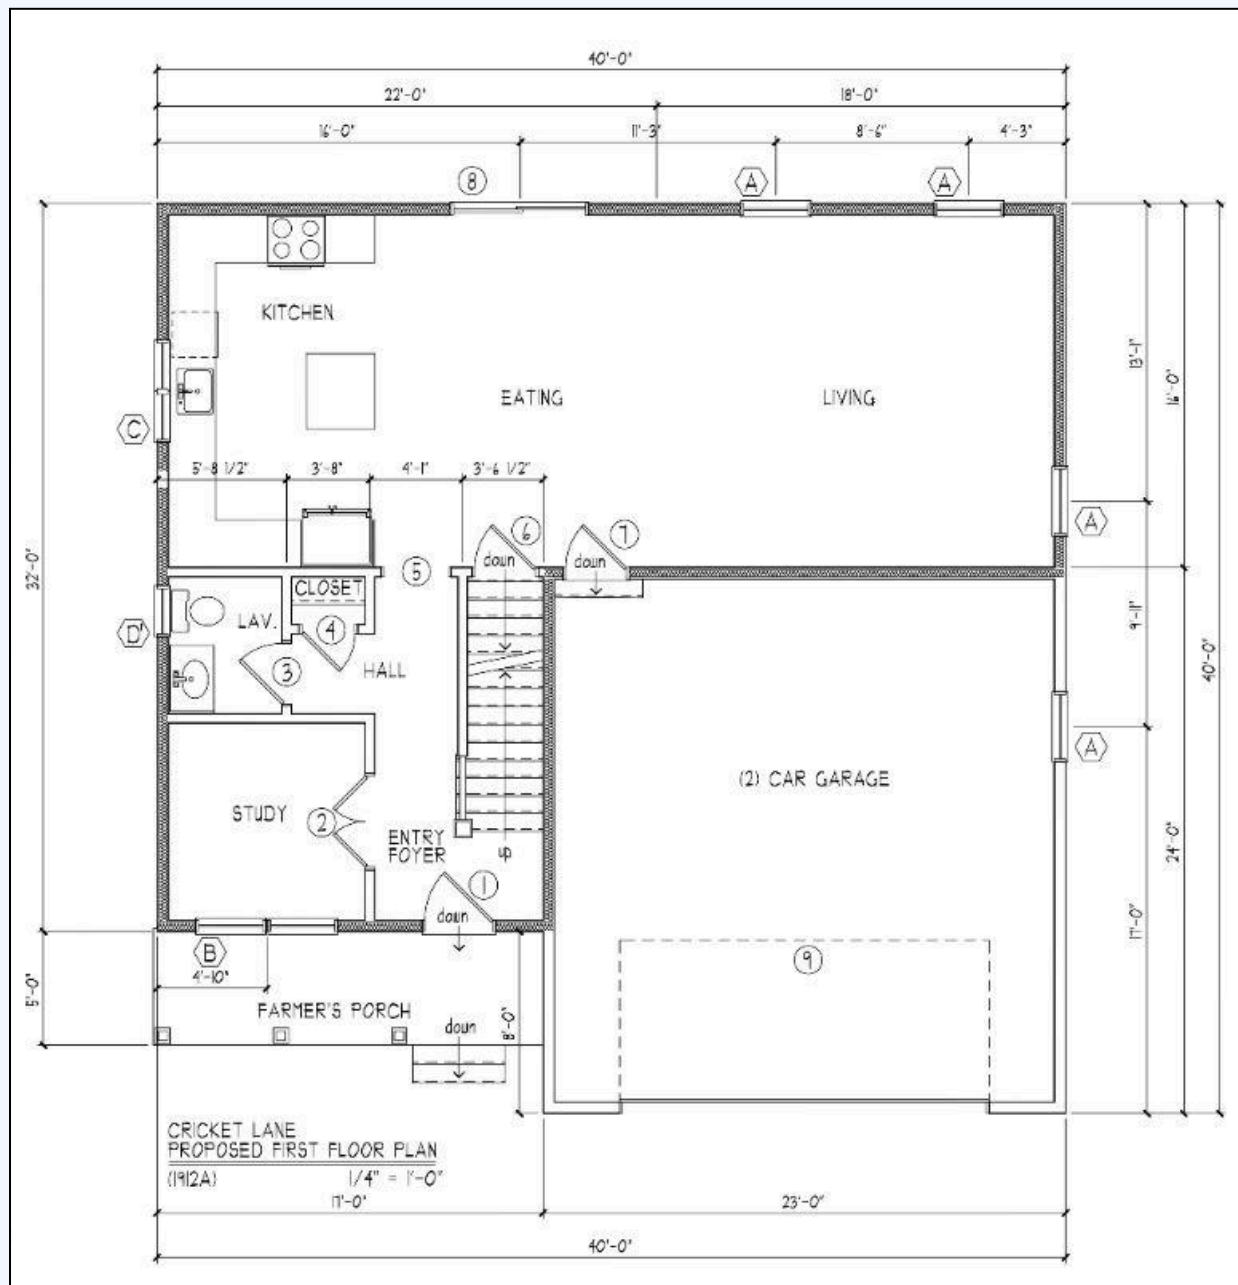 40'-0"
22'-0" 18'-0"
16'-0" 11'-3" 8'-6" 4'-3"
8 A A
KITCHEN
13'-1"
16'-0"
EATING LIVING
C
5'-8 1/2" 3'-8" 4'-1" 3'-6 1/2"
A
6 7
down down
32'-0"
5
CLOSET
D'
LAV.
4
9'-11"
3
HALL
40'-0"
A
(2) CAR GARAGE
STUDY
2
ENTRY
FOYER
up
24'-0"
1
down
17'-0"
B
9
4'-10"
5'-0"
FARMER'S PORCH
down
8'-0"
CRICKET LANE
PROPOSED FIRST FLOOR PLAN
(1912A) 1/4" = 1'-0"
17'-0" 23'-0"
40'-0"